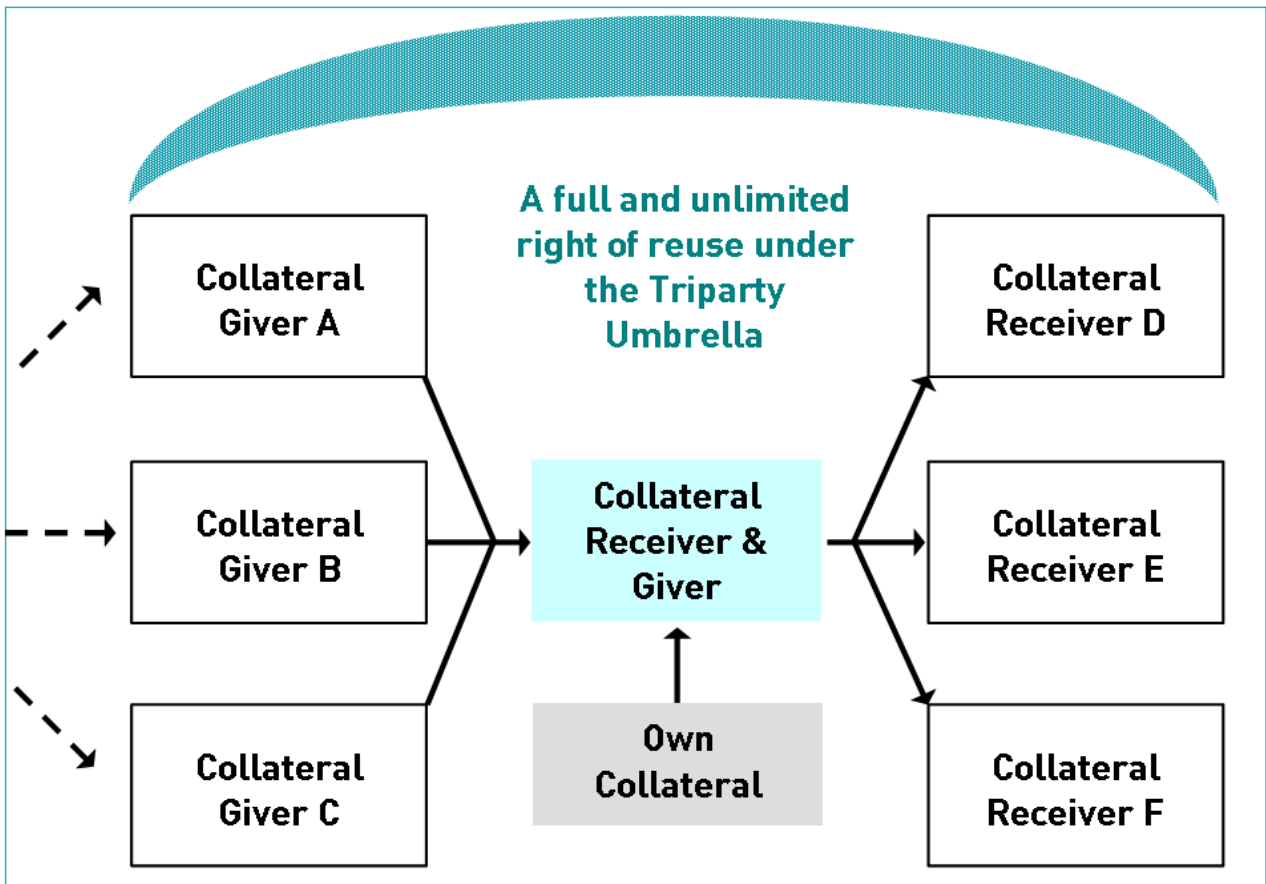 A full and unlimited
right of reuse under
the Triparty
Umbrella
Collateral
Giver A
Collateral
Receiver D
Collateral
Giver B
Collateral
Receiver &
Giver
Collateral
Receiver E
Collateral
Giver C
Own
Collateral
Collateral
Receiver F